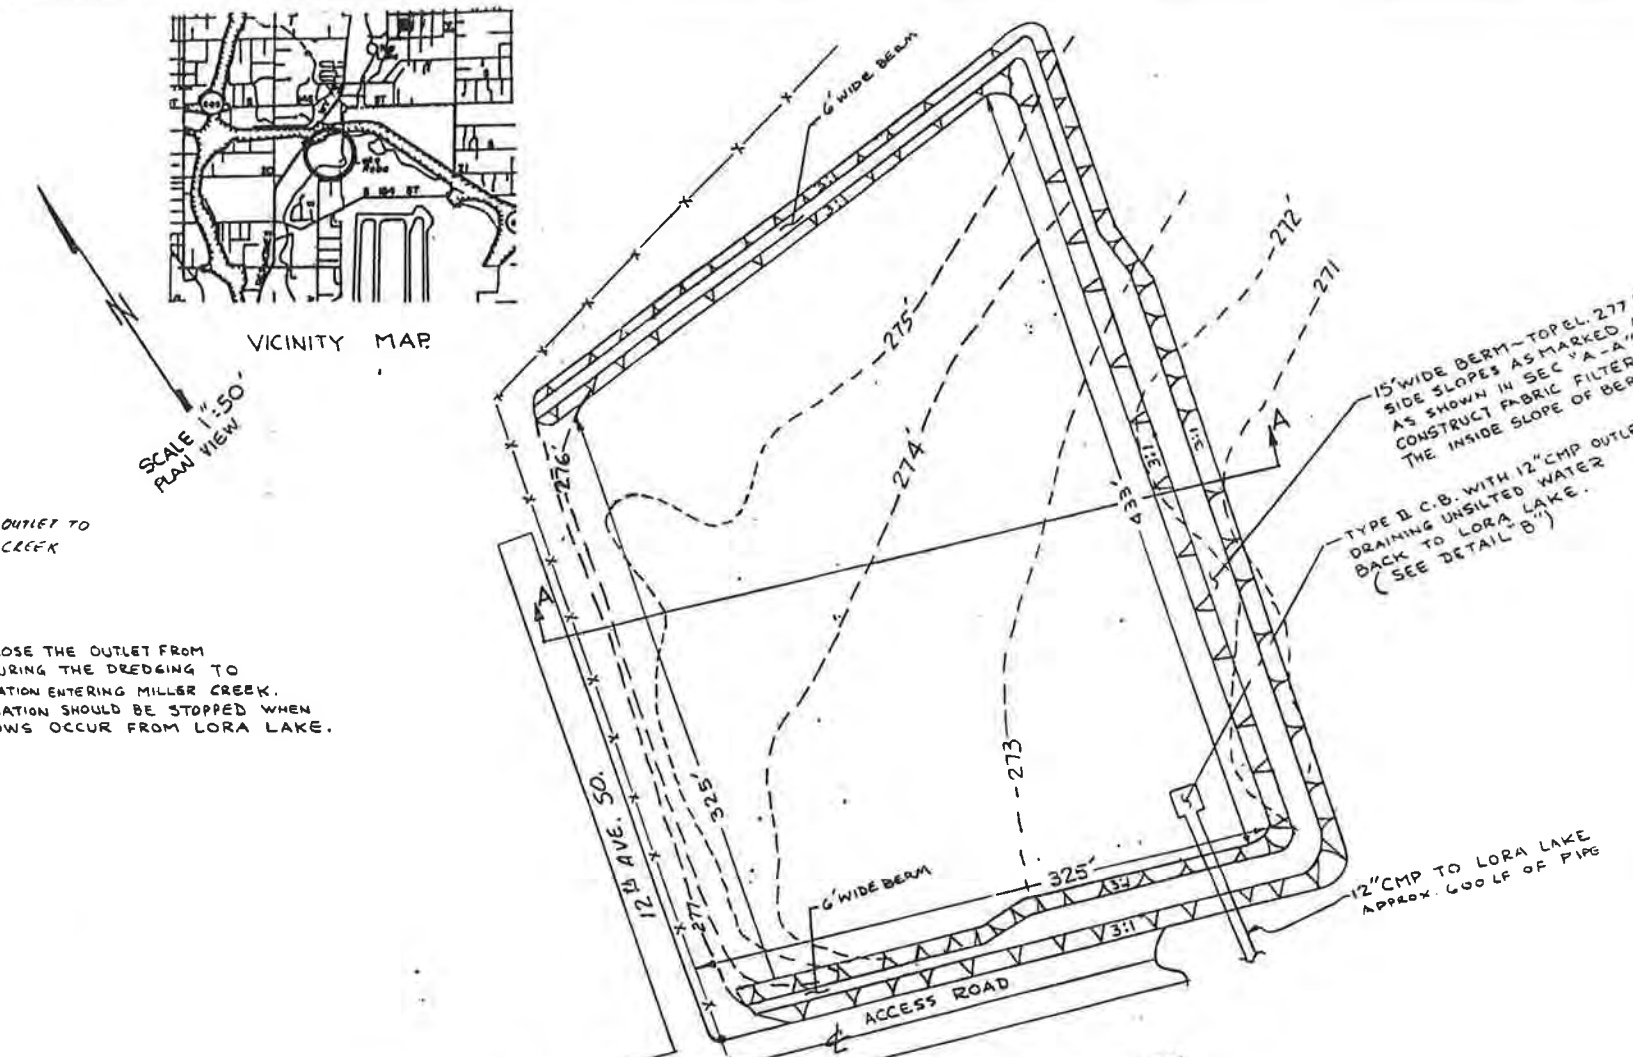 VICINITY MAP.
N
SCALE 1":50'
PLAN VIEW
OUTLET TO
CREEK
LOSE THE OUTLET FROM
URING THE DREDGING TO
ATION ENTERING MILLER CREEK.
ATION SHOULD BE STOPPED WHEN
OWS OCCUR FROM LORA LAKE.
6' WIDE BERM
3:1
3:1
275'
272'
271
276'
274'
433'
3:1
3:1
A
A
273
325'
277
12th AVE. SO.
6' WIDE BERM
325'
3:1
ACCESS ROAD
15' WIDE BERM~TOP EL. 277
SIDE SLOPES AS MARKED
AS SHOWN IN SEC "A-A"
CONSTRUCT FABRIC FILTER
THE INSIDE SLOPE OF BER
TYPE II C.B. WITH 12" CMP OUTLE
DRAINING UNSILTED WATER
BACK TO LORA LAKE.
(SEE DETAIL "B")
12" CMP TO LORA LAKE
APPROX. 600 LF OF PIPE